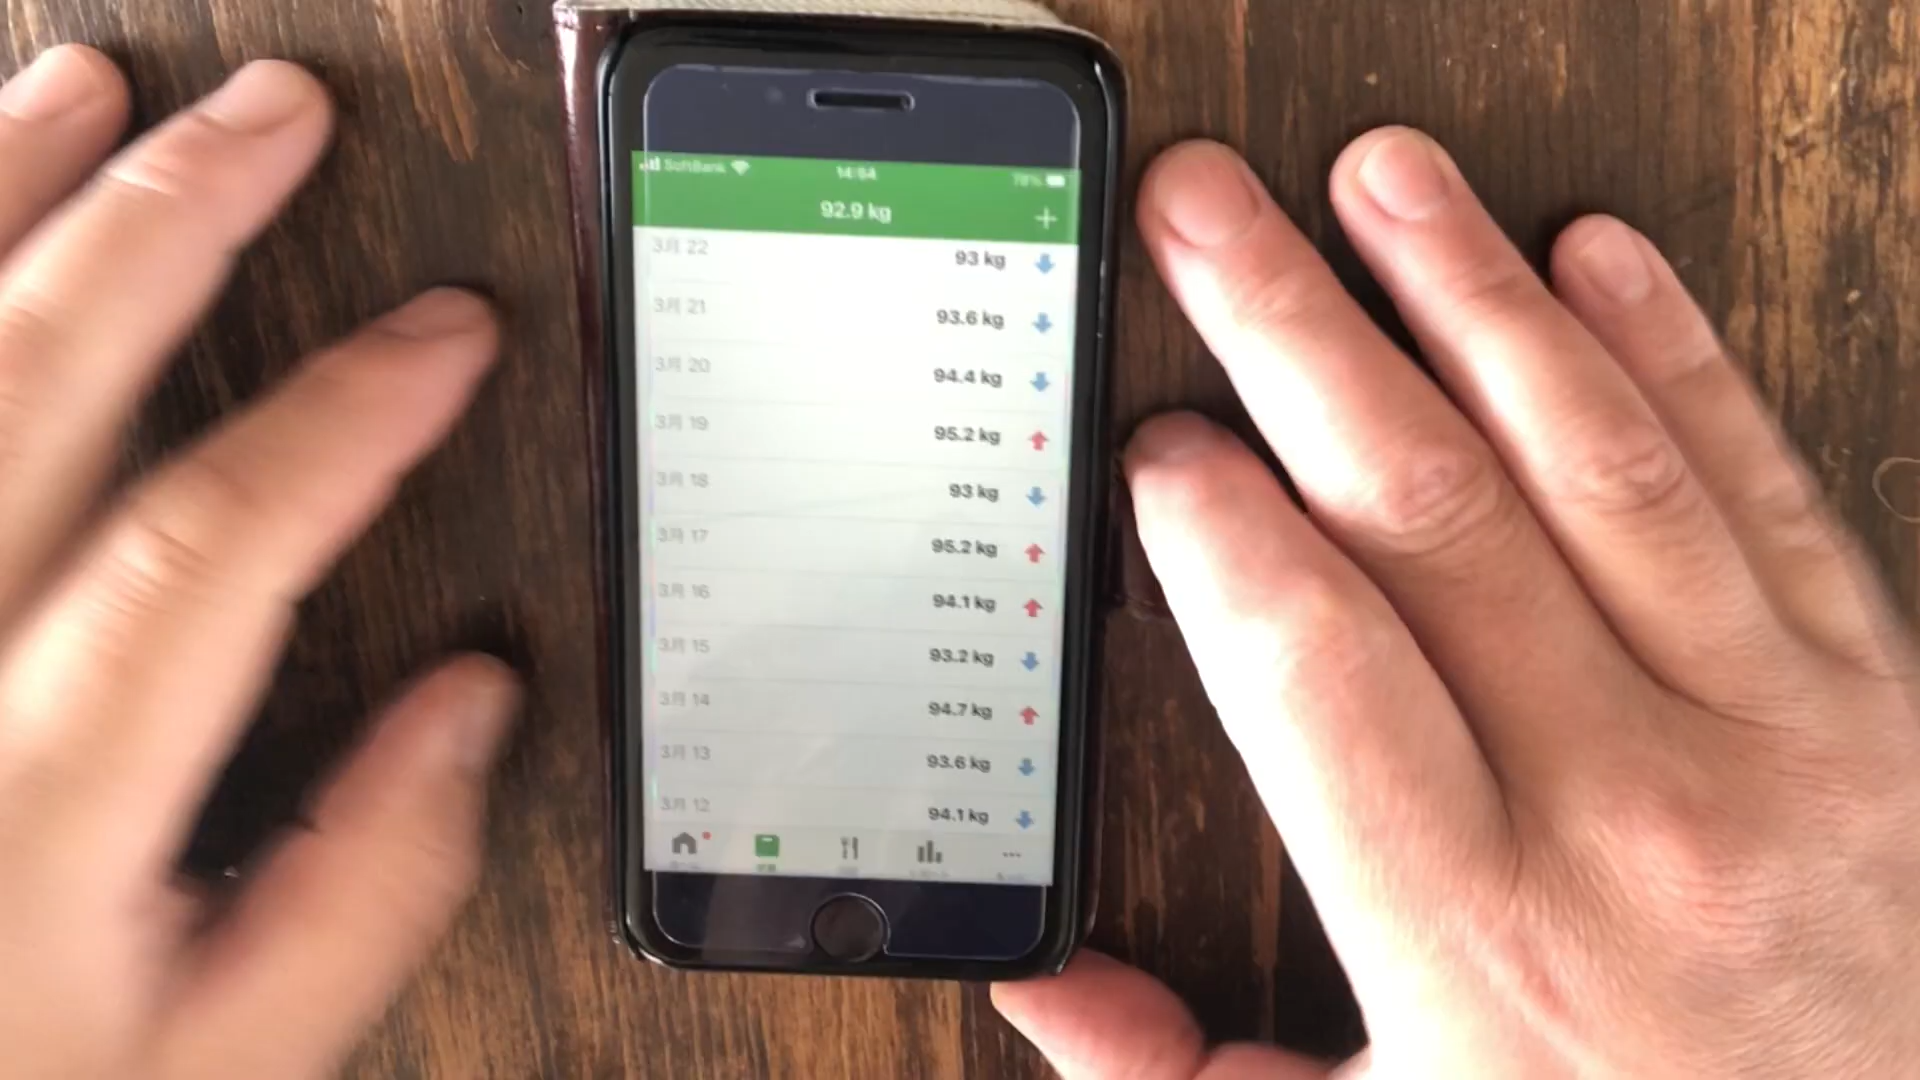 SoftBank 14:54 78%
92.9 kg
3月 22 93 kg
3月 21 93.6 kg
3月 20 94.4 kg
3月 19 95.2 kg
3月 18 93 kg
3月 17 95.2 kg
3月 16 94.1 kg
3月 15 93.2 kg
3月 14 94.7 kg
3月 13 93.6 kg
3月 12 94.1 kg